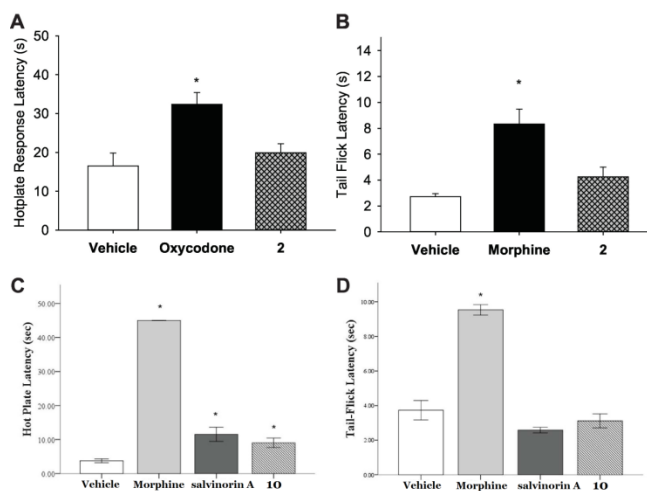 A
Hotplate Response Latency (s)
50
40
30
20
10
0
*
Vehicle Oxycodone 2
B
Tail Flick Latency (s)
14
12
10
8
6
4
2
0
*
Vehicle Morphine 2
C
Hot Plate Latency (sec)
50.00
40.00
30.00
20.00
10.00
0.00
*
*
*
Vehicle Morphine salvinorin A 10
D
Tail-Flick Latency (sec)
10.00
8.00
6.00
4.00
2.00
0.00
*
Vehicle Morphine salvinorin A 10